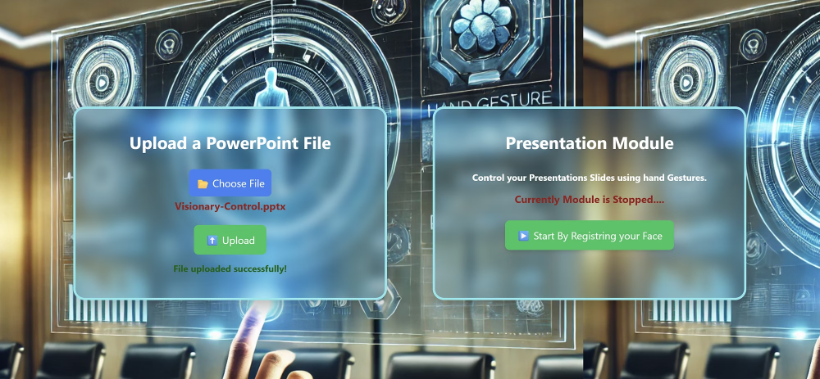 HAND GESTURE
Upload a PowerPoint File
Choose File
Visionary-Control.pptx
Upload
File uploaded successfully!
Presentation Module
Control your Presentations Slides using hand Gestures.
Currently Module is Stopped....
Start By Registring your Face